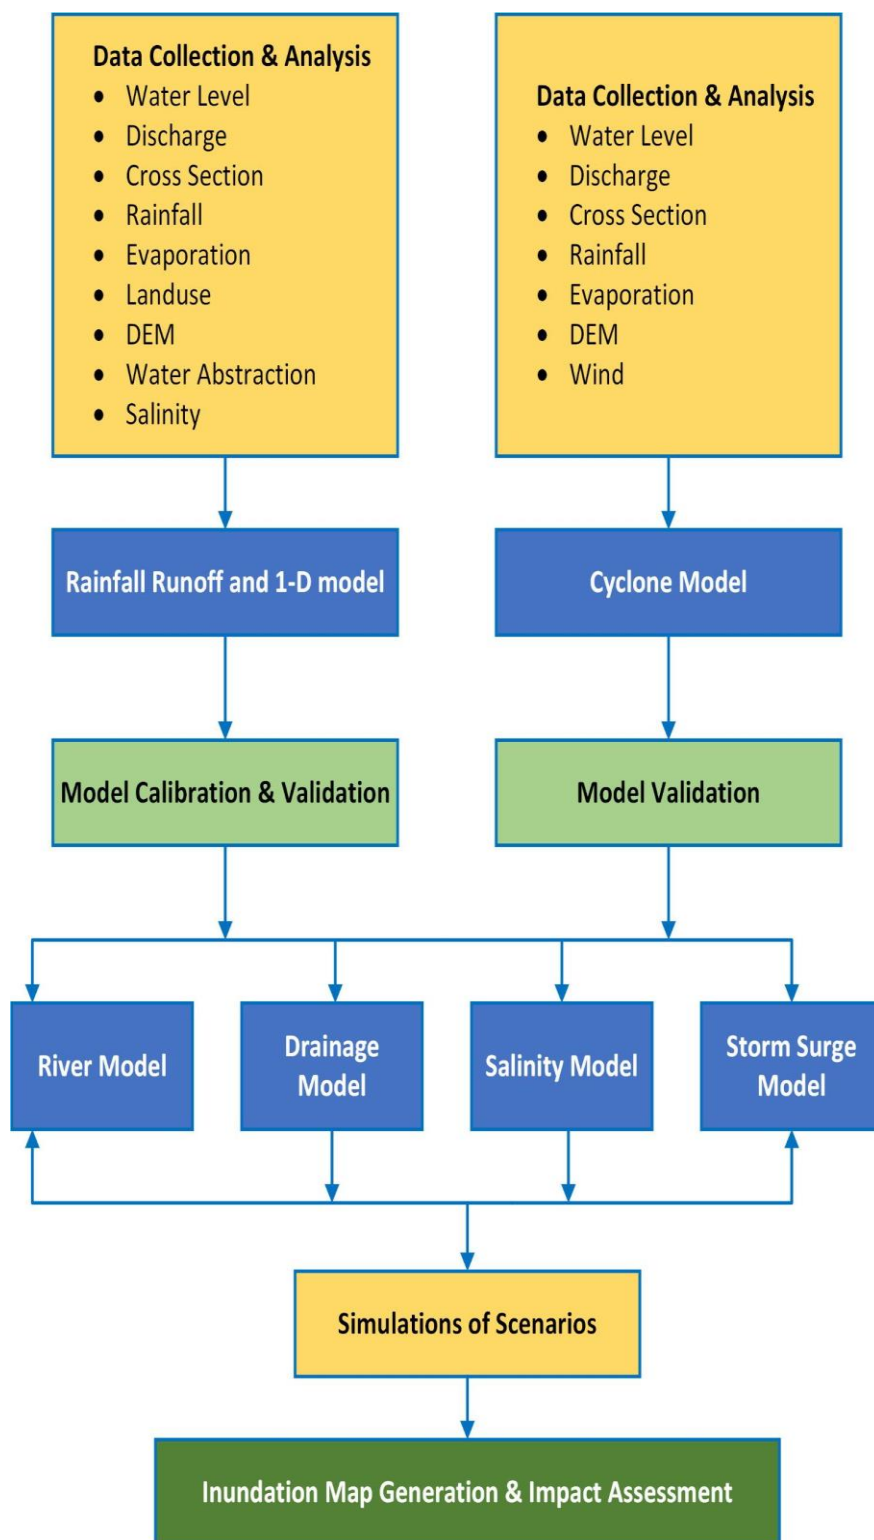 Data Collection & Analysis
• Water Level
• Discharge
• Cross Section
• Rainfall
• Evaporation
• Landuse
• DEM
• Water Abstraction
• Salinity
Data Collection & Analysis
• Water Level
• Discharge
• Cross Section
• Rainfall
• Evaporation
• DEM
• Wind
Rainfall Runoff and 1-D model
Cyclone Model
Model Calibration & Validation
Model Validation
River Model
Drainage
Model
Salinity Model
Storm Surge
Model
Simulations of Scenarios
Inundation Map Generation & Impact Assessment